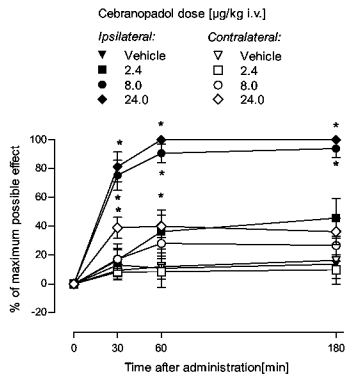 Cebranopadol dose [µg/kg i.v.]
Ipsilateral: Contralateral:
Vehicle Vehicle
2.4 2.4
8.0 8.0
24.0 24.0
% of maximum possible effect
100
80
60
40
20
0
-20
* * * * * * *
0 30 60 180
Time after administration[min]